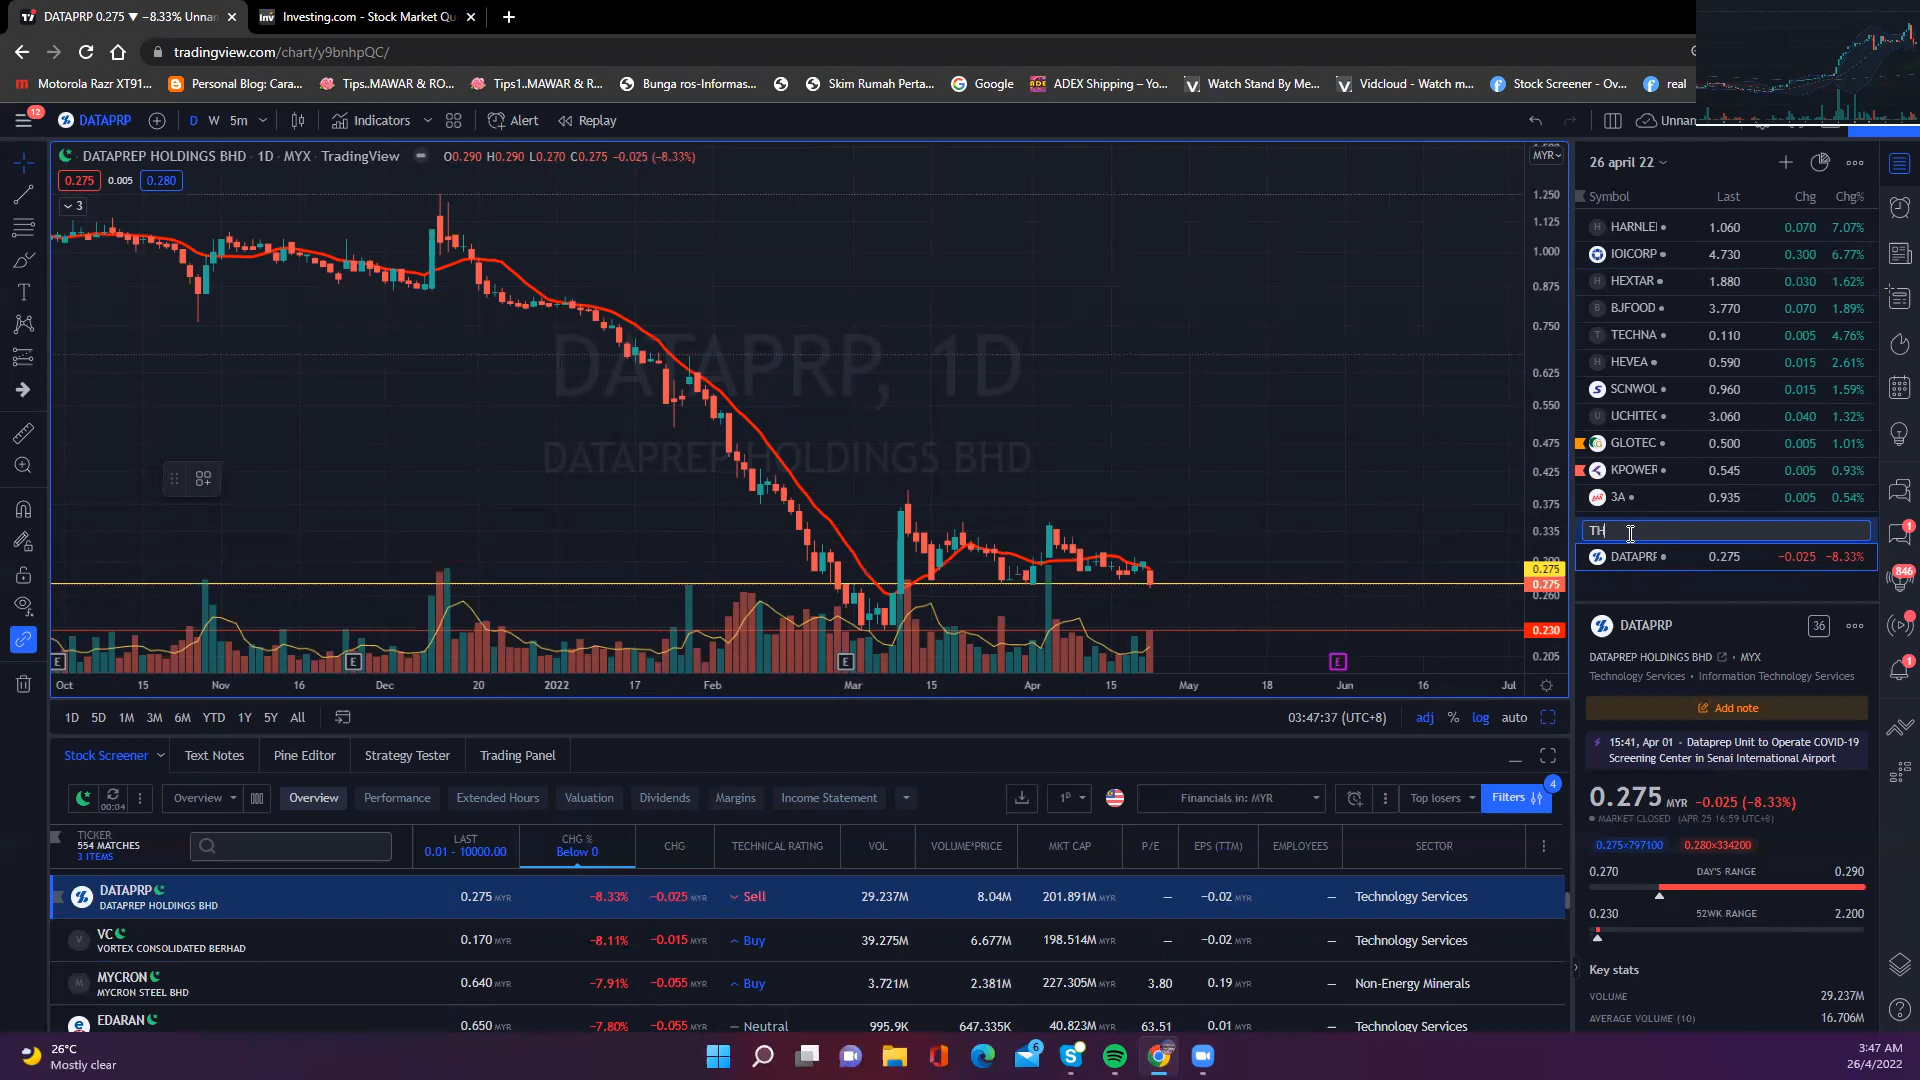 DATAPRP 0.275 ▼ −8.33% Unnan
Investing.com - Stock Market Qu
tradingview.com/chart/y9bnhpQC/
Motorola Razr XT91...
Personal Blog: Cara...
Tips..MAWAR & RO...
Tips1..MAWAR & R...
Bunga ros-Informas...
Skim Rumah Perta...
Google
ADEX Shipping – Yo...
Watch Stand By Me...
Vidcloud - Watch m...
Stock Screener - Ov...
real
12
DATAPRP
D W 5m
Indicators
Alert
Replay
Unnan
DATAPREP HOLDINGS BHD · 1D · MYX · TradingView
O0.290 H0.290 L0.270 C0.275 −0.025 (−8.33%)
0.275 0.005 0.280
3
MYR
1.250
1.125
1.000
0.875
0.750
0.625
0.550
0.475
0.425
0.375
0.335
0.275
0.275
0.260
0.230
0.205
DATAPRP, 1D
DATAPREP HOLDINGS BHD
E E E E
Oct 15 Nov 16 Dec 20 2022 17 Feb Mar 15 Apr 15 May 18 Jun 16 Jul
1D 5D 1M 3M 6M YTD 1Y 5Y All
03:47:37 (UTC+8) adj % log auto
Stock Screener
Text Notes
Pine Editor
Strategy Tester
Trading Panel
00:04
Overview
Overview
Performance
Extended Hours
Valuation
Dividends
Margins
Income Statement
1D
Financials in: MYR
Top losers
Filters
4
TICKER
554 MATCHES
3 ITEMS
LAST
0.01 - 10000.00
CHG %
Below 0
CHG
TECHNICAL RATING
VOL
VOLUME*PRICE
MKT CAP
P/E
EPS (TTM)
EMPLOYEES
SECTOR
DATAPRP
DATAPREP HOLDINGS BHD
0.275 MYR −8.33% −0.025 MYR Sell 29.237M 8.04M 201.891M MYR — −0.02 MYR — Technology Services
VC
VORTEX CONSOLIDATED BERHAD
0.170 MYR −8.11% −0.015 MYR Buy 39.275M 6.677M 198.514M MYR — −0.02 MYR — Technology Services
MYCRON
MYCRON STEEL BHD
0.640 MYR −7.91% −0.055 MYR Buy 3.721M 2.381M 227.305M MYR 3.80 0.19 MYR — Non-Energy Minerals
EDARAN
0.650 MYR −7.80% −0.055 MYR — Neutral 995.9K 647.335K 40.823M MYR 63.51 0.01 MYR — Technology Services
26 april 22
Symbol Last Chg Chg%
HARNLE 1.060 0.070 7.07%
IOICORP 4.730 0.300 6.77%
HEXTAR 1.880 0.030 1.62%
BJFOOD 3.770 0.070 1.89%
TECHNA 0.110 0.005 4.76%
HEVEA 0.590 0.015 2.61%
SCNWOL 0.960 0.015 1.59%
UCHITEC 3.060 0.040 1.32%
GLOTEC 0.500 0.005 1.01%
KPOWER 0.545 0.005 0.93%
3A 0.935 0.005 0.54%
TH
DATAPRF 0.275 −0.025 −8.33%
DATAPRP
36
DATAPREP HOLDINGS BHD • MYX
Technology Services • Information Technology Services
Add note
15:41, Apr 01 · Dataprep Unit to Operate COVID-19
Screening Center in Senai International Airport
0.275 MYR −0.025 (−8.33%)
MARKET CLOSED (APR 25 16:59 UTC+8)
0.275×797100 0.280×334200
0.270 DAY'S RANGE 0.290
0.230 52WK RANGE 2.200
Key stats
VOLUME 29.237M
AVERAGE VOLUME (10) 16.706M
1
846
1
26°C
Mostly clear
6
3:47 AM
26/4/2022